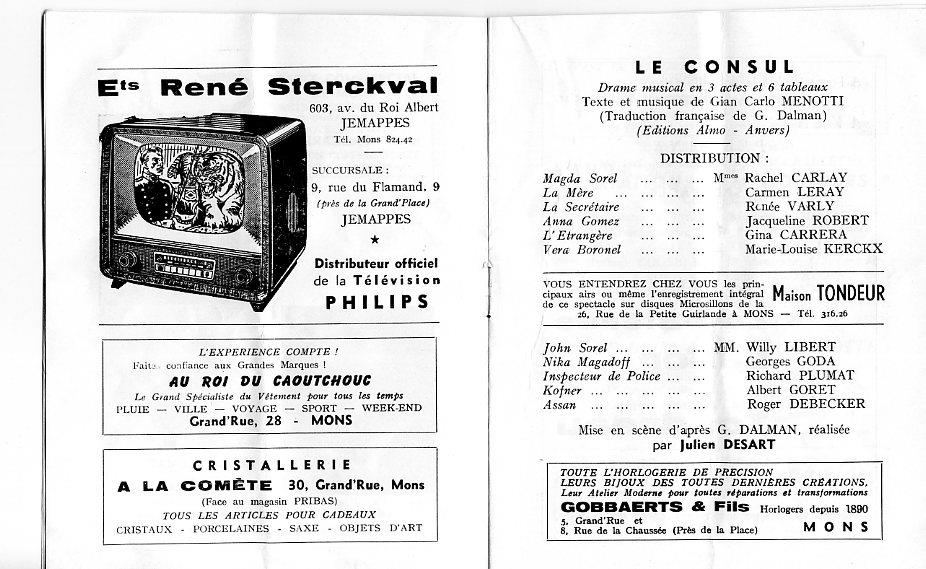 Ets René Sterckval
603, av. du Roi Albert
JEMAPPES
Tél. Mons 824.42
SUCCURSALE :
9, rue du Flamand. 9
(près de la Grand'Place)
JEMAPPES
★
Distributeur officiel
de la Télévision
PHILIPS
L'EXPERIENCE COMPTE !
Faites confiance aux Grandes Marques !
AU ROI DU CAOUTCHOUC
Le Grand Spécialiste du Vêtement pour tous les temps
PLUIE — VILLE — VOYAGE — SPORT — WEEK-END
Grand'Rue, 28 - MONS
CRISTALLERIE
A LA COMÈTE 30, Grand'Rue, Mons
(Face au magasin PRIBAS)
TOUS LES ARTICLES POUR CADEAUX
CRISTAUX - PORCELAINES - SAXE - OBJETS D'ART
LE CONSUL
Drame musical en 3 actes et 6 tableaux
Texte et musique de Gian Carlo MENOTTI
(Traduction française de G. Dalman)
(Editions Almo - Anvers)
DISTRIBUTION :
Magda Sorel ... ... ... Mmes Rachel CARLAY
La Mère ... ... ... ... Carmen LERAY
La Secrétaire ... ... ... Renée VARLY
Anna Gomez ... ... ... Jacqueline ROBERT
L'Etrangère ... ... ... Gina CARRERA
Vera Boronel ... ... ... Marie-Louise KERCKX
VOUS ENTENDREZ CHEZ VOUS les prin-
cipaux airs ou même l'enregistrement intégral Maison TONDEUR
de ce spectacle sur disques Microsillons de la
26, Rue de la Petite Guirlande à MONS — Tél. 316.26
John Sorel ... ... ... ... MM. Willy LIBERT
Nika Magadoff ... ... ... Georges GODA
Inspecteur de Police ... ... Richard PLUMAT
Kofner ... ... ... ... ... Albert GORET
Assan ... ... ... ... ... Roger DEBECKER
Mise en scène d'après G. DALMAN, réalisée
par Julien DESART
TOUTE L'HORLOGERIE DE PRECISION
LEURS BIJOUX DES TOUTES DERNIÈRES CRÉATIONS,
Leur Atelier Moderne pour toutes réparations et transformations
GOBBAERTS & Fils Horlogers depuis 1890
5, Grand'Rue et
8, Rue de la Chaussée (Près de la Place) MONS